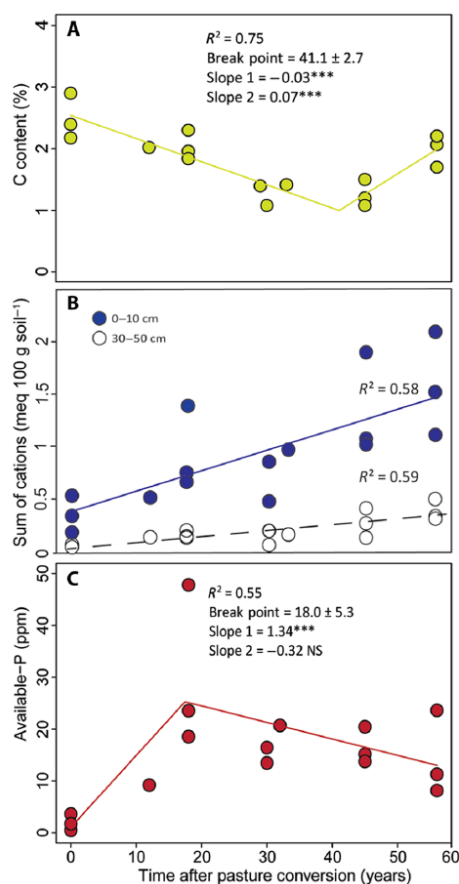 A
R² = 0.75
Break point = 41.1 ± 2.7
Slope 1 = −0.03***
Slope 2 = 0.07***
C content (%)
4
3
2
1
0
B
0–10 cm
30–50 cm
Sum of cations (meq 100 g soil⁻¹)
2
1.5
1
0.5
0
R² = 0.58
R² = 0.59
C
R² = 0.55
Break point = 18.0 ± 5.3
Slope 1 = 1.34***
Slope 2 = −0.32 NS
Available−P (ppm)
50
40
30
20
10
0
0 10 20 30 40 50 60
Time after pasture conversion (years)